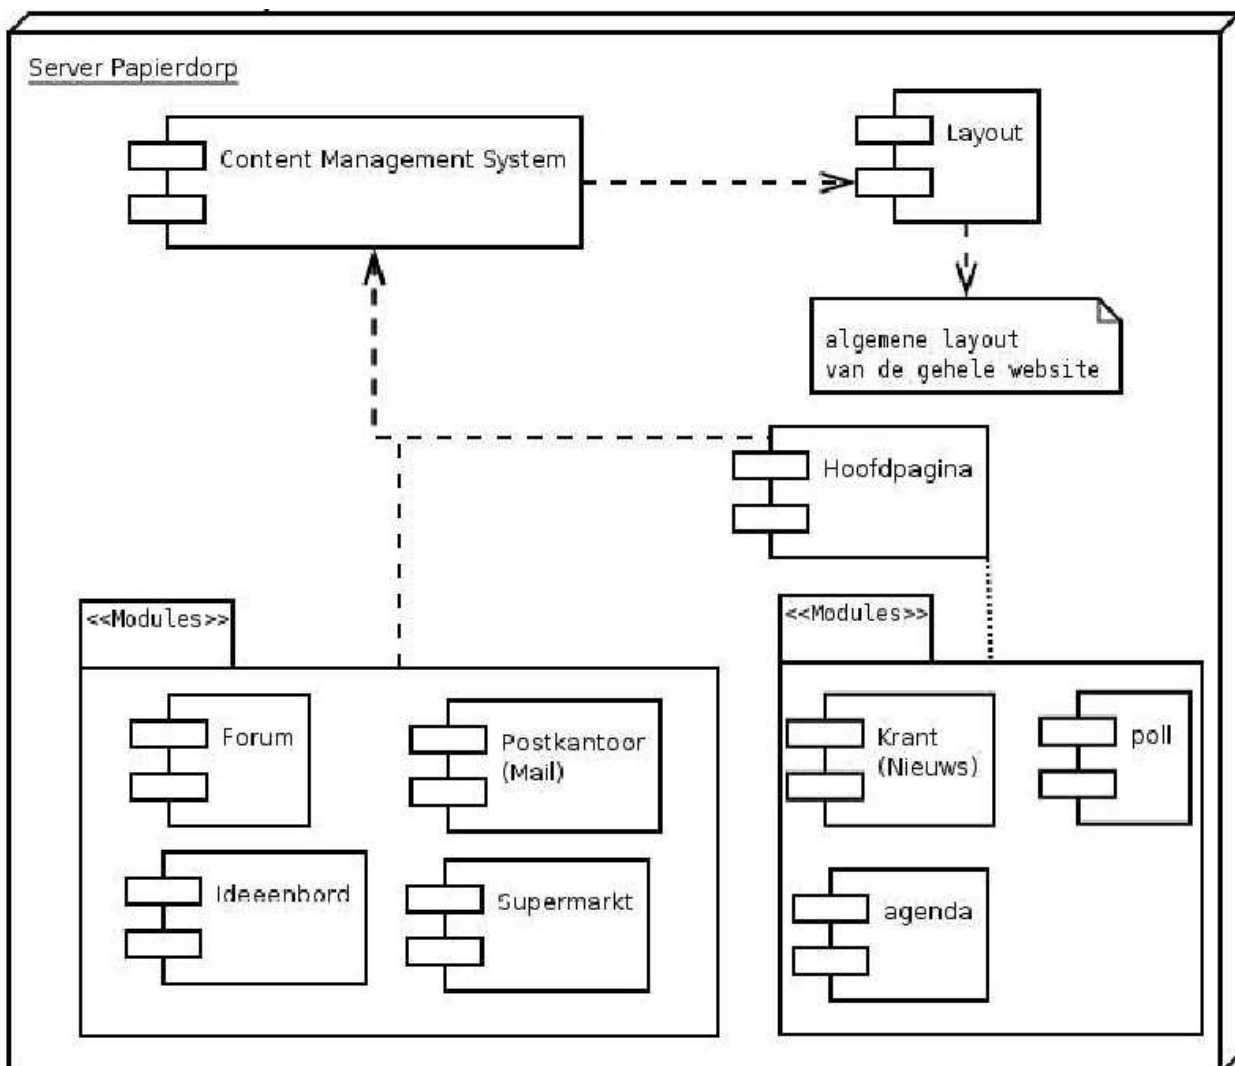 Server Papierdorp
Content Management System
Layout
algemene layout
van de gehele website
Hoofdpagina
<<Modules>>
Forum
Postkantoor
(Mail)
Ideeenbord
Supermarkt
<<Modules>>
Krant
(Nieuws)
poll
agenda